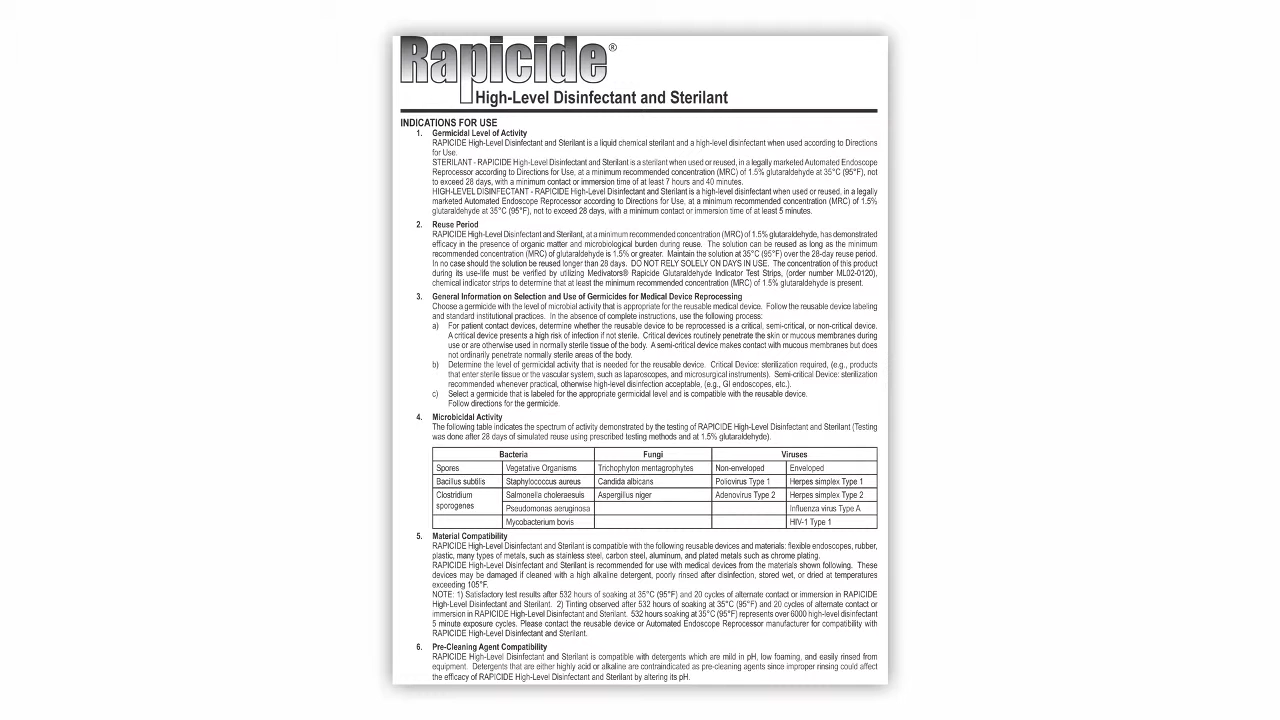 Rapicide®
High-Level Disinfectant and Sterilant
INDICATIONS FOR USE
1. Germicidal Level of Activity
RAPICIDE High-Level Disinfectant and Sterilant is a liquid chemical sterilant and a high-level disinfectant when used according to Directions
for Use.
STERILANT - RAPICIDE High-Level Disinfectant and Sterilant is a sterilant when used or reused, in a legally marketed Automated Endoscope
Reprocessor according to Directions for Use, at a minimum recommended concentration (MRC) of 1.5% glutaraldehyde at 35°C (95°F), not
to exceed 28 days, with a minimum contact or immersion time of at least 7 hours and 40 minutes.
HIGH-LEVEL DISINFECTANT - RAPICIDE High-Level Disinfectant and Sterilant is a high-level disinfectant when used or reused, in a legally
marketed Automated Endoscope Reprocessor according to Directions for Use, at a minimum recommended concentration (MRC) of 1.5%
glutaraldehyde at 35°C (95°F), not to exceed 28 days, with a minimum contact or immersion time of at least 5 minutes.
2. Reuse Period
RAPICIDE High-Level Disinfectant and Sterilant, at a minimum recommended concentration (MRC) of 1.5% glutaraldehyde, has demonstrated
efficacy in the presence of organic matter and microbiological burden during reuse. The solution can be reused as long as the minimum
recommended concentration (MRC) of glutaraldehyde is 1.5% or greater. Maintain the solution at 35°C (95°F) over the 28-day reuse period.
In no case should the solution be reused longer than 28 days. DO NOT RELY SOLELY ON DAYS IN USE. The concentration of this product
during its use-life must be verified by utilizing Medivators® Rapicide Glutaraldehyde Indicator Test Strips, (order number ML02-0120),
chemical indicator strips to determine that at least the minimum recommended concentration (MRC) of 1.5% glutaraldehyde is present.
3. General Information on Selection and Use of Germicides for Medical Device Reprocessing
Choose a germicide with the level of microbial activity that is appropriate for the reusable medical device. Follow the reusable device labeling
and standard institutional practices. In the absence of complete instructions, use the following process:
a) For patient contact devices, determine whether the reusable device to be reprocessed is a critical, semi-critical, or non-critical device.
A critical device presents a high risk of infection if not sterile. Critical devices routinely penetrate the skin or mucous membranes during
use or are otherwise used in normally sterile tissue of the body. A semi-critical device makes contact with mucous membranes but does
not ordinarily penetrate normally sterile areas of the body.
b) Determine the level of germicidal activity that is needed for the reusable device. Critical Device: sterilization required, (e.g., products
that enter sterile tissue or the vascular system, such as laparoscopes, and microsurgical instruments). Semi-critical Device: sterilization
recommended whenever practical, otherwise high-level disinfection acceptable, (e.g., GI endoscopes, etc.).
c) Select a germicide that is labeled for the appropriate germicidal level and is compatible with the reusable device.
Follow directions for the germicide.
4. Microbicidal Activity
The following table indicates the spectrum of activity demonstrated by the testing of RAPICIDE High-Level Disinfectant and Sterilant (Testing
was done after 28 days of simulated reuse using prescribed testing methods and at 1.5% glutaraldehyde).
Bacteria Fungi Viruses
Spores Vegetative Organisms Trichophyton mentagrophytes Non-enveloped Enveloped
Bacillus subtilis Staphylococcus aureus Candida albicans Poliovirus Type 1 Herpes simplex Type 1
Clostridium sporogenes Salmonella choleraesuis Aspergillus niger Adenovirus Type 2 Herpes simplex Type 2
Pseudomonas aeruginosa Influenza virus Type A
Mycobacterium bovis HIV-1 Type 1
5. Material Compatibility
RAPICIDE High-Level Disinfectant and Sterilant is compatible with the following reusable devices and materials: flexible endoscopes, rubber,
plastic, many types of metals, such as stainless steel, carbon steel, aluminum, and plated metals such as chrome plating.
RAPICIDE High-Level Disinfectant and Sterilant is recommended for use with medical devices from the materials shown following. These
devices may be damaged if cleaned with a high alkaline detergent, poorly rinsed after disinfection, stored wet, or dried at temperatures
exceeding 105°F.
NOTE: 1) Satisfactory test results after 532 hours of soaking at 35°C (95°F) and 20 cycles of alternate contact or immersion in RAPICIDE
High-Level Disinfectant and Sterilant. 2) Tinting observed after 532 hours of soaking at 35°C (95°F) and 20 cycles of alternate contact or
immersion in RAPICIDE High-Level Disinfectant and Sterilant. 532 hours soaking at 35°C (95°F) represents over 6000 high-level disinfectant
5 minute exposure cycles. Please contact the reusable device or Automated Endoscope Reprocessor manufacturer for compatibility with
RAPICIDE High-Level Disinfectant and Sterilant.
6. Pre-Cleaning Agent Compatibility
RAPICIDE High-Level Disinfectant and Sterilant is compatible with detergents which are mild in pH, low foaming, and easily rinsed from
equipment. Detergents that are either highly acid or alkaline are contraindicated as pre-cleaning agents since improper rinsing could affect
the efficacy of RAPICIDE High-Level Disinfectant and Sterilant by altering its pH.